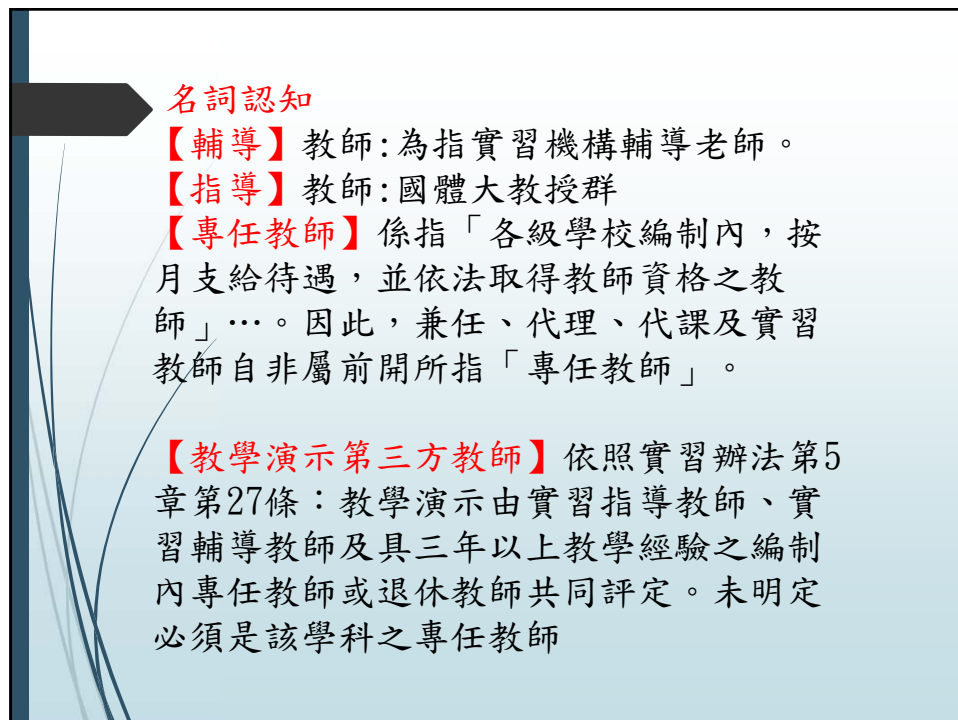 名詞認知
【輔導】教師:為指實習機構輔導老師。
【指導】教師:國體大教授群
【專任教師】係指「各級學校編制內，按
月支給待遇，並依法取得教師資格之教
師」…。因此，兼任、代理、代課及實習
教師自非屬前開所指「專任教師」。
【教學演示第三方教師】依照實習辦法第5
章第27條：教學演示由實習指導教師、實
習輔導教師及具三年以上教學經驗之編制
內專任教師或退休教師共同評定。未明定
必須是該學科之專任教師